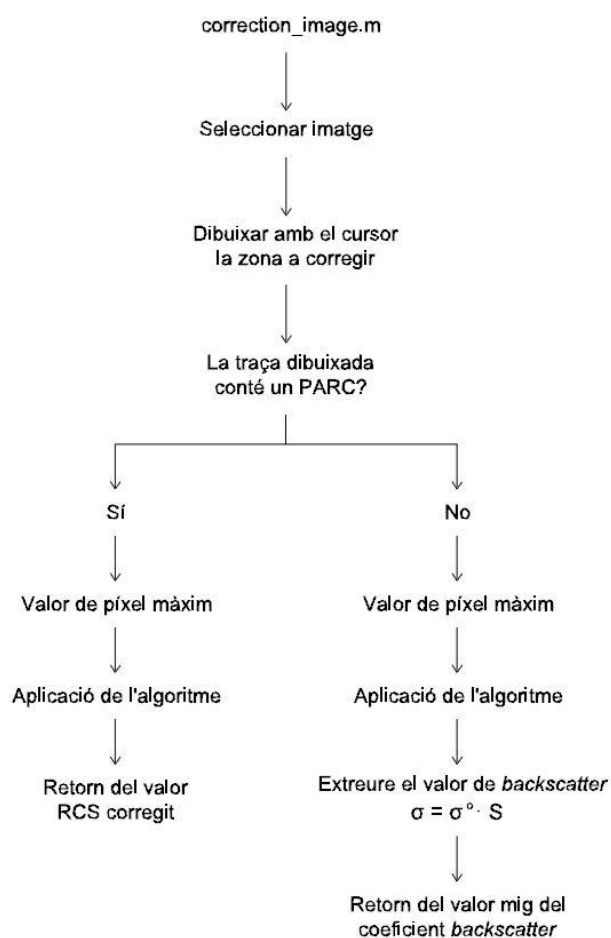 correction_image.m
Seleccionar imatge
Dibuixar amb el cursor
la zona a corregir
La traça dibuixada
conté un PARC?
Sí
No
Valor de píxel màxim
Valor de píxel màxim
Aplicació de l'algoritme
Aplicació de l'algoritme
Retorn del valor
RCS corregit
Extreure el valor de backscatter
σ = σ°· S
Retorn del valor mig del
coeficient backscatter